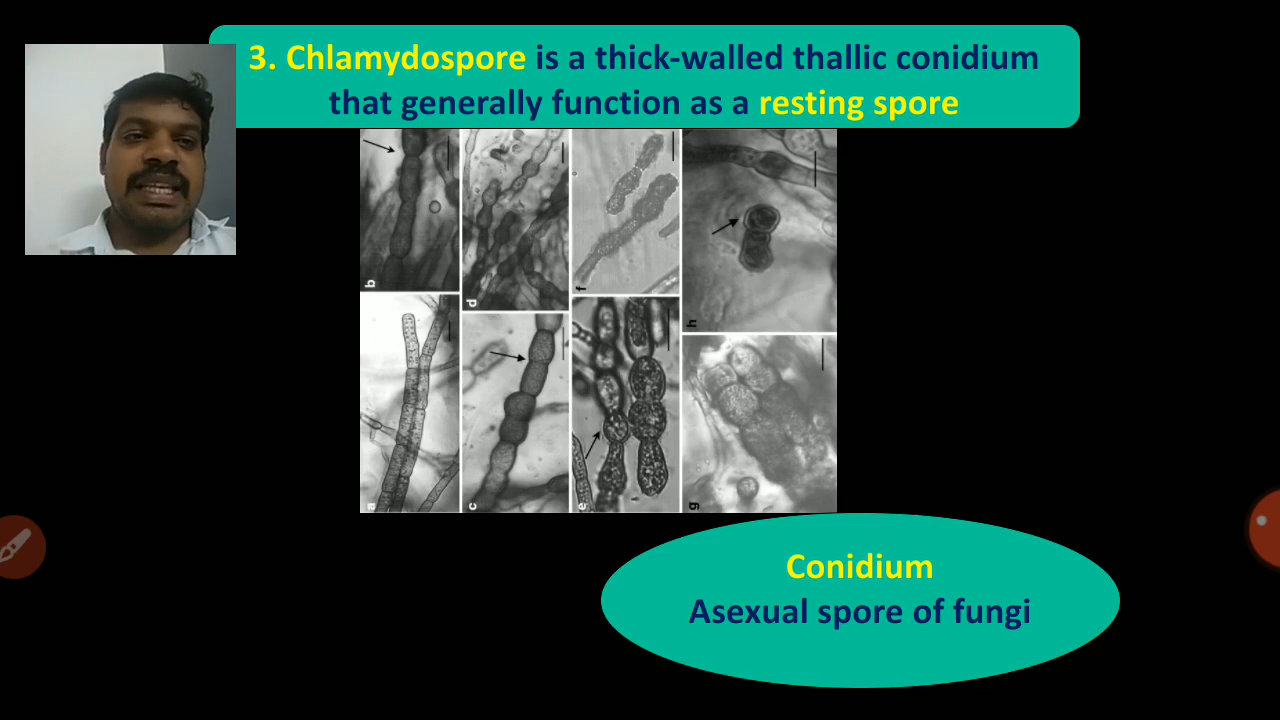 3. Chlamydospore is a thick-walled thallic conidium
that generally function as a resting spore
b
d
f
h
a
c
e
g
Conidium
Asexual spore of fungi